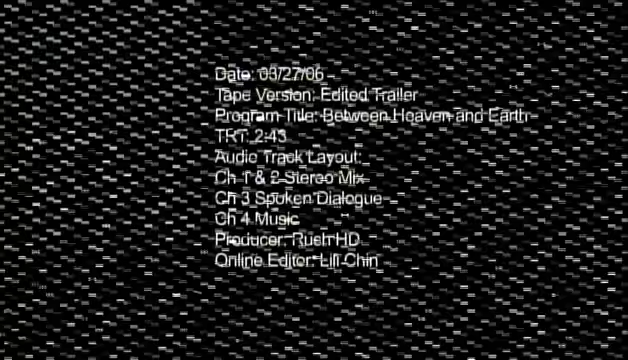 Date: 03/27/06
Tape Version: Edited Trailer
Program Title: Between Heaven and Earth
TRT: 2:43
Audio Track Layout:
Ch 1 & 2 Stereo Mix
Ch 3 Spoken Dialogue
Ch 4 Music
Producer: Rush HD
Online Editor: Lili Chin